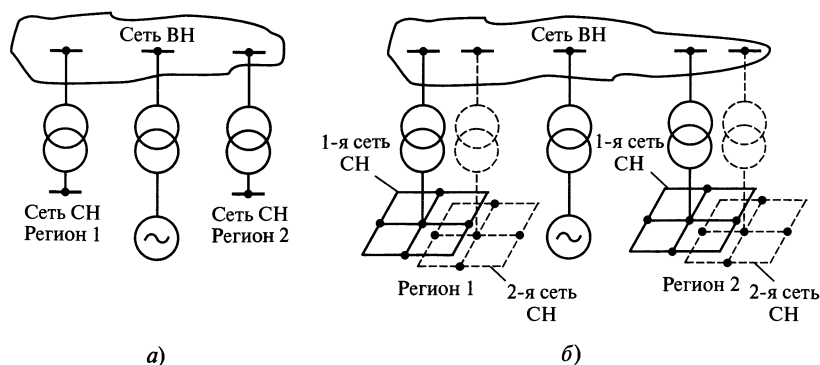 Сеть ВН
Сеть СН
Регион 1
Сеть СН
Регион 2
а)
Сеть ВН
1-я сеть
СН
1-я сеть
СН
Регион 1
2-я сеть
СН
Регион 2
2-я сеть
СН
б)